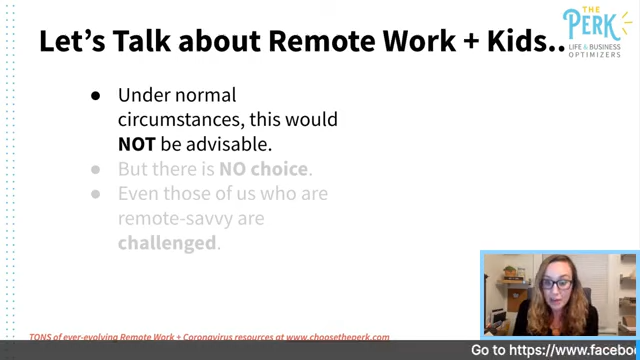 THE
PERK
LIFE & BUSINESS
OPTIMIZERS
Let's Talk about Remote Work + Kids..
● Under normal
circumstances, this would
NOT be advisable.
● But there is NO choice.
● Even those of us who are
remote-savvy are
challenged.
TONS of ever-evolving Remote Work + Coronavirus resources at www.choosetheperk.com
Go to https://www.facebo